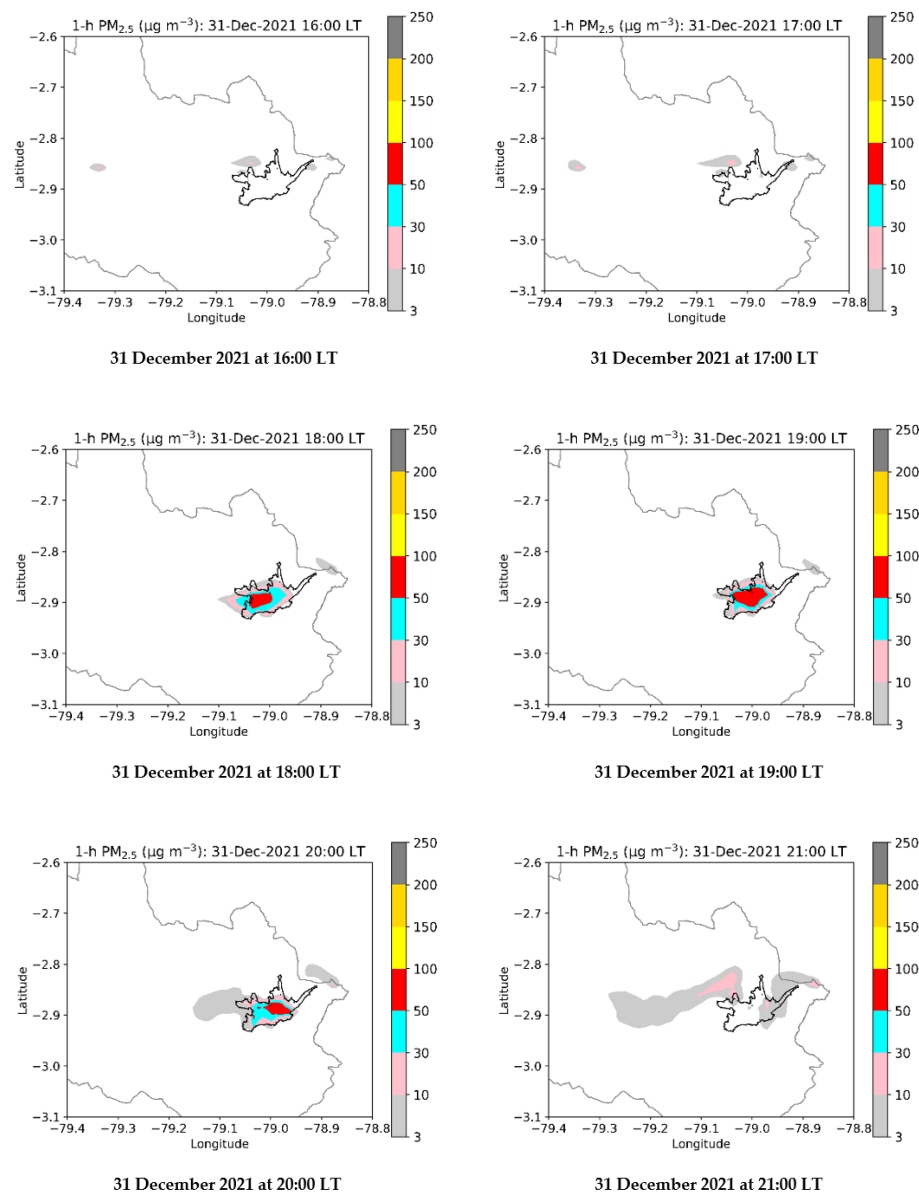 1-h PM2.5 (μg m−3): 31-Dec-2021 16:00 LT
−2.6
−2.7
−2.8
−2.9
−3.0
−3.1
Latitude
−79.4 −79.3 −79.2 −79.1 −79.0 −78.9 −78.8
Longitude
250
200
150
100
50
30
10
3
31 December 2021 at 16:00 LT
1-h PM2.5 (μg m−3): 31-Dec-2021 17:00 LT
−2.6
−2.7
−2.8
−2.9
−3.0
−3.1
Latitude
−79.4 −79.3 −79.2 −79.1 −79.0 −78.9 −78.8
Longitude
250
200
150
100
50
30
10
3
31 December 2021 at 17:00 LT
1-h PM2.5 (μg m−3): 31-Dec-2021 18:00 LT
−2.6
−2.7
−2.8
−2.9
−3.0
−3.1
Latitude
−79.4 −79.3 −79.2 −79.1 −79.0 −78.9 −78.8
Longitude
250
200
150
100
50
30
10
3
31 December 2021 at 18:00 LT
1-h PM2.5 (μg m−3): 31-Dec-2021 19:00 LT
−2.6
−2.7
−2.8
−2.9
−3.0
−3.1
Latitude
−79.4 −79.3 −79.2 −79.1 −79.0 −78.9 −78.8
Longitude
250
200
150
100
50
30
10
3
31 December 2021 at 19:00 LT
1-h PM2.5 (μg m−3): 31-Dec-2021 20:00 LT
−2.6
−2.7
−2.8
−2.9
−3.0
−3.1
Latitude
−79.4 −79.3 −79.2 −79.1 −79.0 −78.9 −78.8
Longitude
250
200
150
100
50
30
10
3
31 December 2021 at 20:00 LT
1-h PM2.5 (μg m−3): 31-Dec-2021 21:00 LT
−2.6
−2.7
−2.8
−2.9
−3.0
−3.1
Latitude
−79.4 −79.3 −79.2 −79.1 −79.0 −78.9 −78.8
Longitude
250
200
150
100
50
30
10
3
31 December 2021 at 21:00 LT